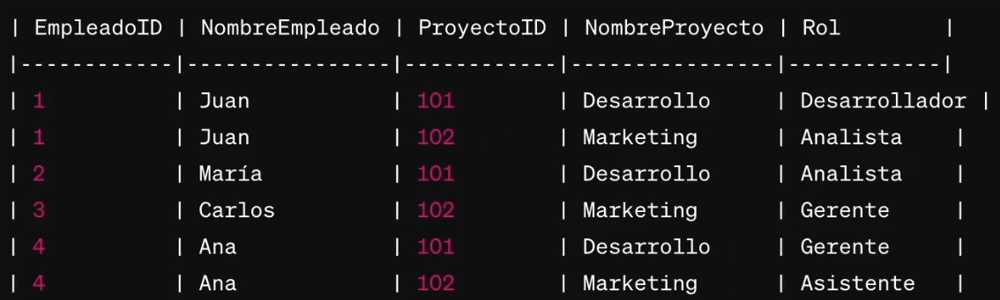 | EmpleadoID | NombreEmpleado | ProyectoID | NombreProyecto | Rol        |
|------------|----------------|------------|----------------|------------|
| 1          | Juan           | 101        | Desarrollo     | Desarrollador |
| 1          | Juan           | 102        | Marketing      | Analista    |
| 2          | María          | 101        | Desarrollo     | Analista    |
| 3          | Carlos         | 102        | Marketing      | Gerente     |
| 4          | Ana            | 101        | Desarrollo     | Gerente     |
| 4          | Ana            | 102        | Marketing      | Asistente   |